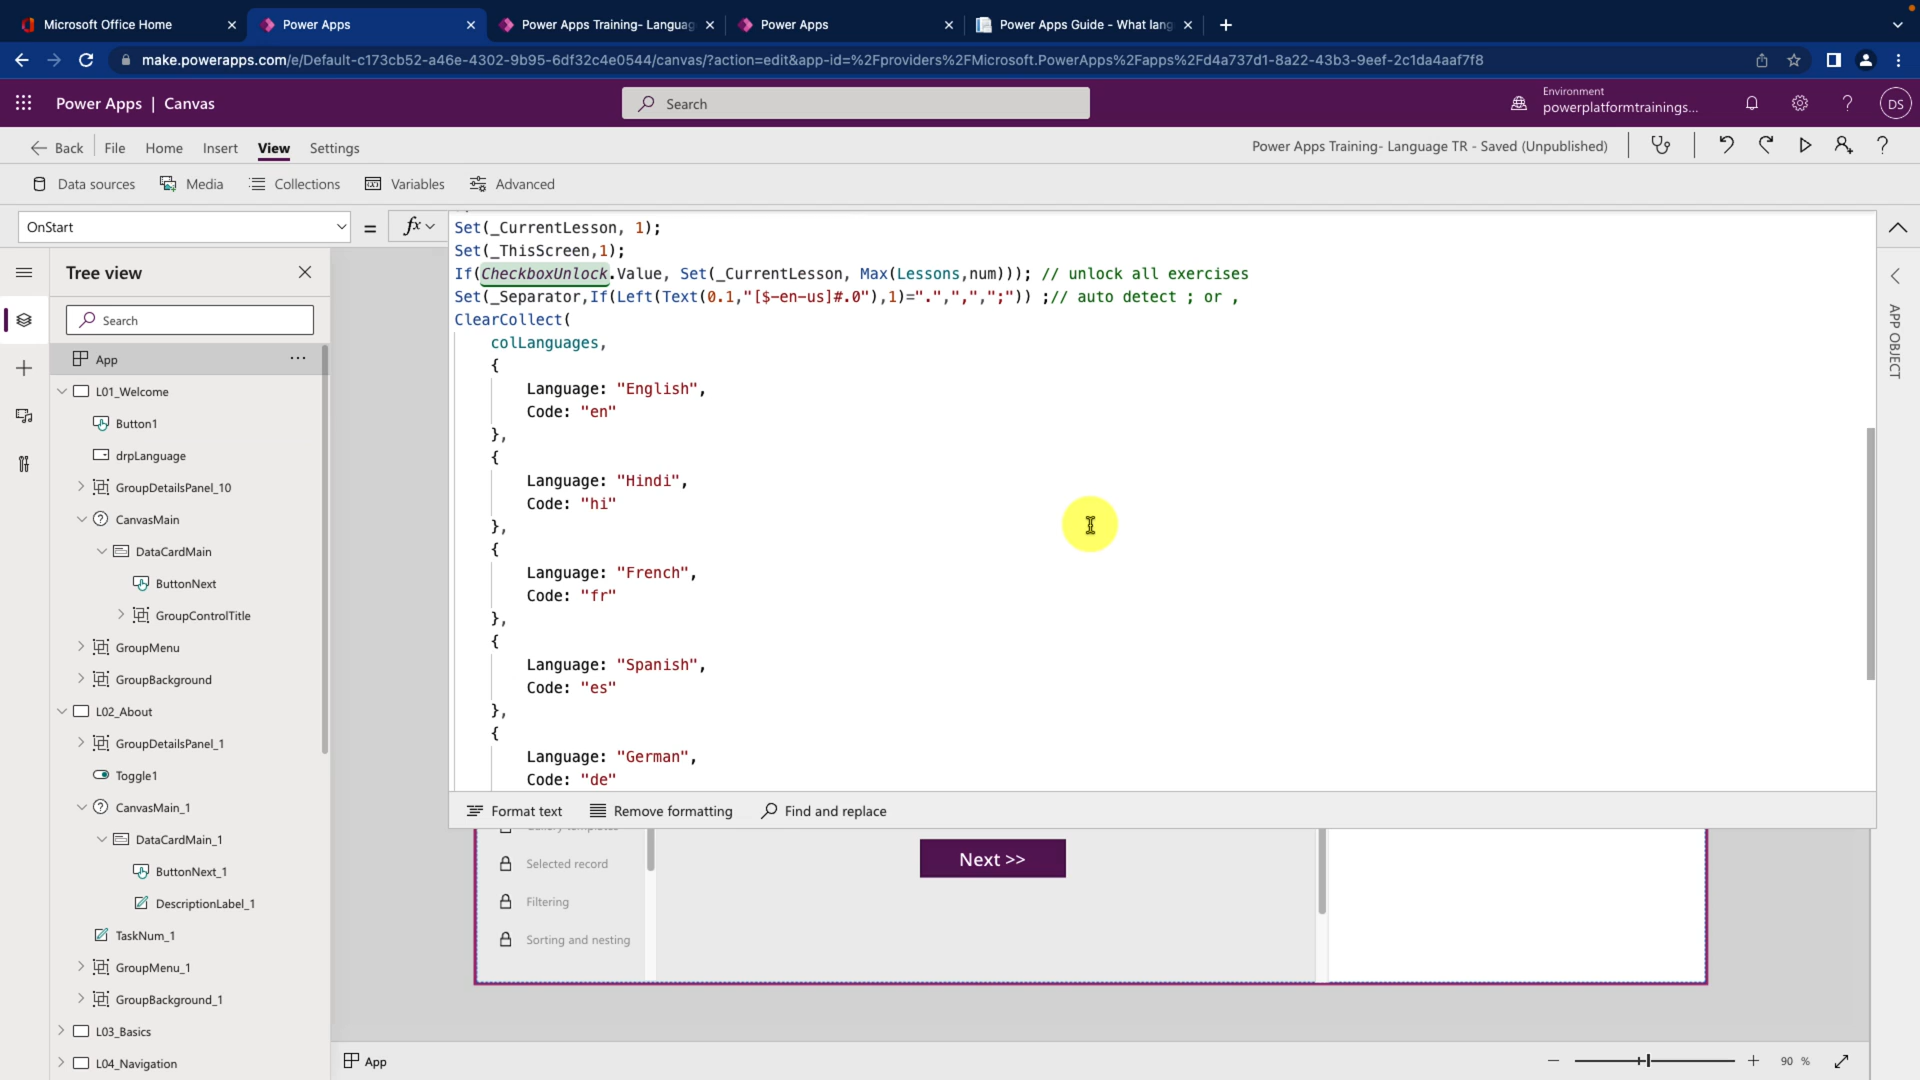 Microsoft Office Home
Power Apps
Power Apps Training- Languag
Power Apps
Power Apps Guide - What lang
make.powerapps.com/e/Default-c173cb52-a46e-4302-9b95-6df32c4e0544/canvas/?action=edit&app-id=%2Fproviders%2FMicrosoft.PowerApps%2Fapps%2Fd4a737d1-8a22-43b3-9eef-2c1da4aaf7f8
Power Apps | Canvas
Search
Environment
powerplatformtrainings...
DS
Back
File
Home
Insert
View
Settings
Power Apps Training- Language TR - Saved (Unpublished)
Data sources
Media
Collections
Variables
Advanced
OnStart
=
fx
Set(_CurrentLesson, 1);
Set(_ThisScreen,1);
If(CheckboxUnlock.Value, Set(_CurrentLesson, Max(Lessons,num))); // unlock all exercises
Set(_Separator,If(Left(Text(0.1,"[$-en-us]#.0"),1)=".",",",";")) ;// auto detect ; or ,
ClearCollect(
colLanguages,
{
Language: "English",
Code: "en"
},
{
Language: "Hindi",
Code: "hi"
},
{
Language: "French",
Code: "fr"
},
{
Language: "Spanish",
Code: "es"
},
{
Language: "German",
Code: "de"
Format text
Remove formatting
Find and replace
Tree view
Search
App
L01_Welcome
Button1
drpLanguage
GroupDetailsPanel_10
CanvasMain
DataCardMain
ButtonNext
GroupControlTitle
GroupMenu
GroupBackground
L02_About
GroupDetailsPanel_1
Toggle1
CanvasMain_1
DataCardMain_1
ButtonNext_1
DescriptionLabel_1
TaskNum_1
GroupMenu_1
GroupBackground_1
L03_Basics
L04_Navigation
APP OBJECT
Selected record
Filtering
Sorting and nesting
Next >>
App
90 %